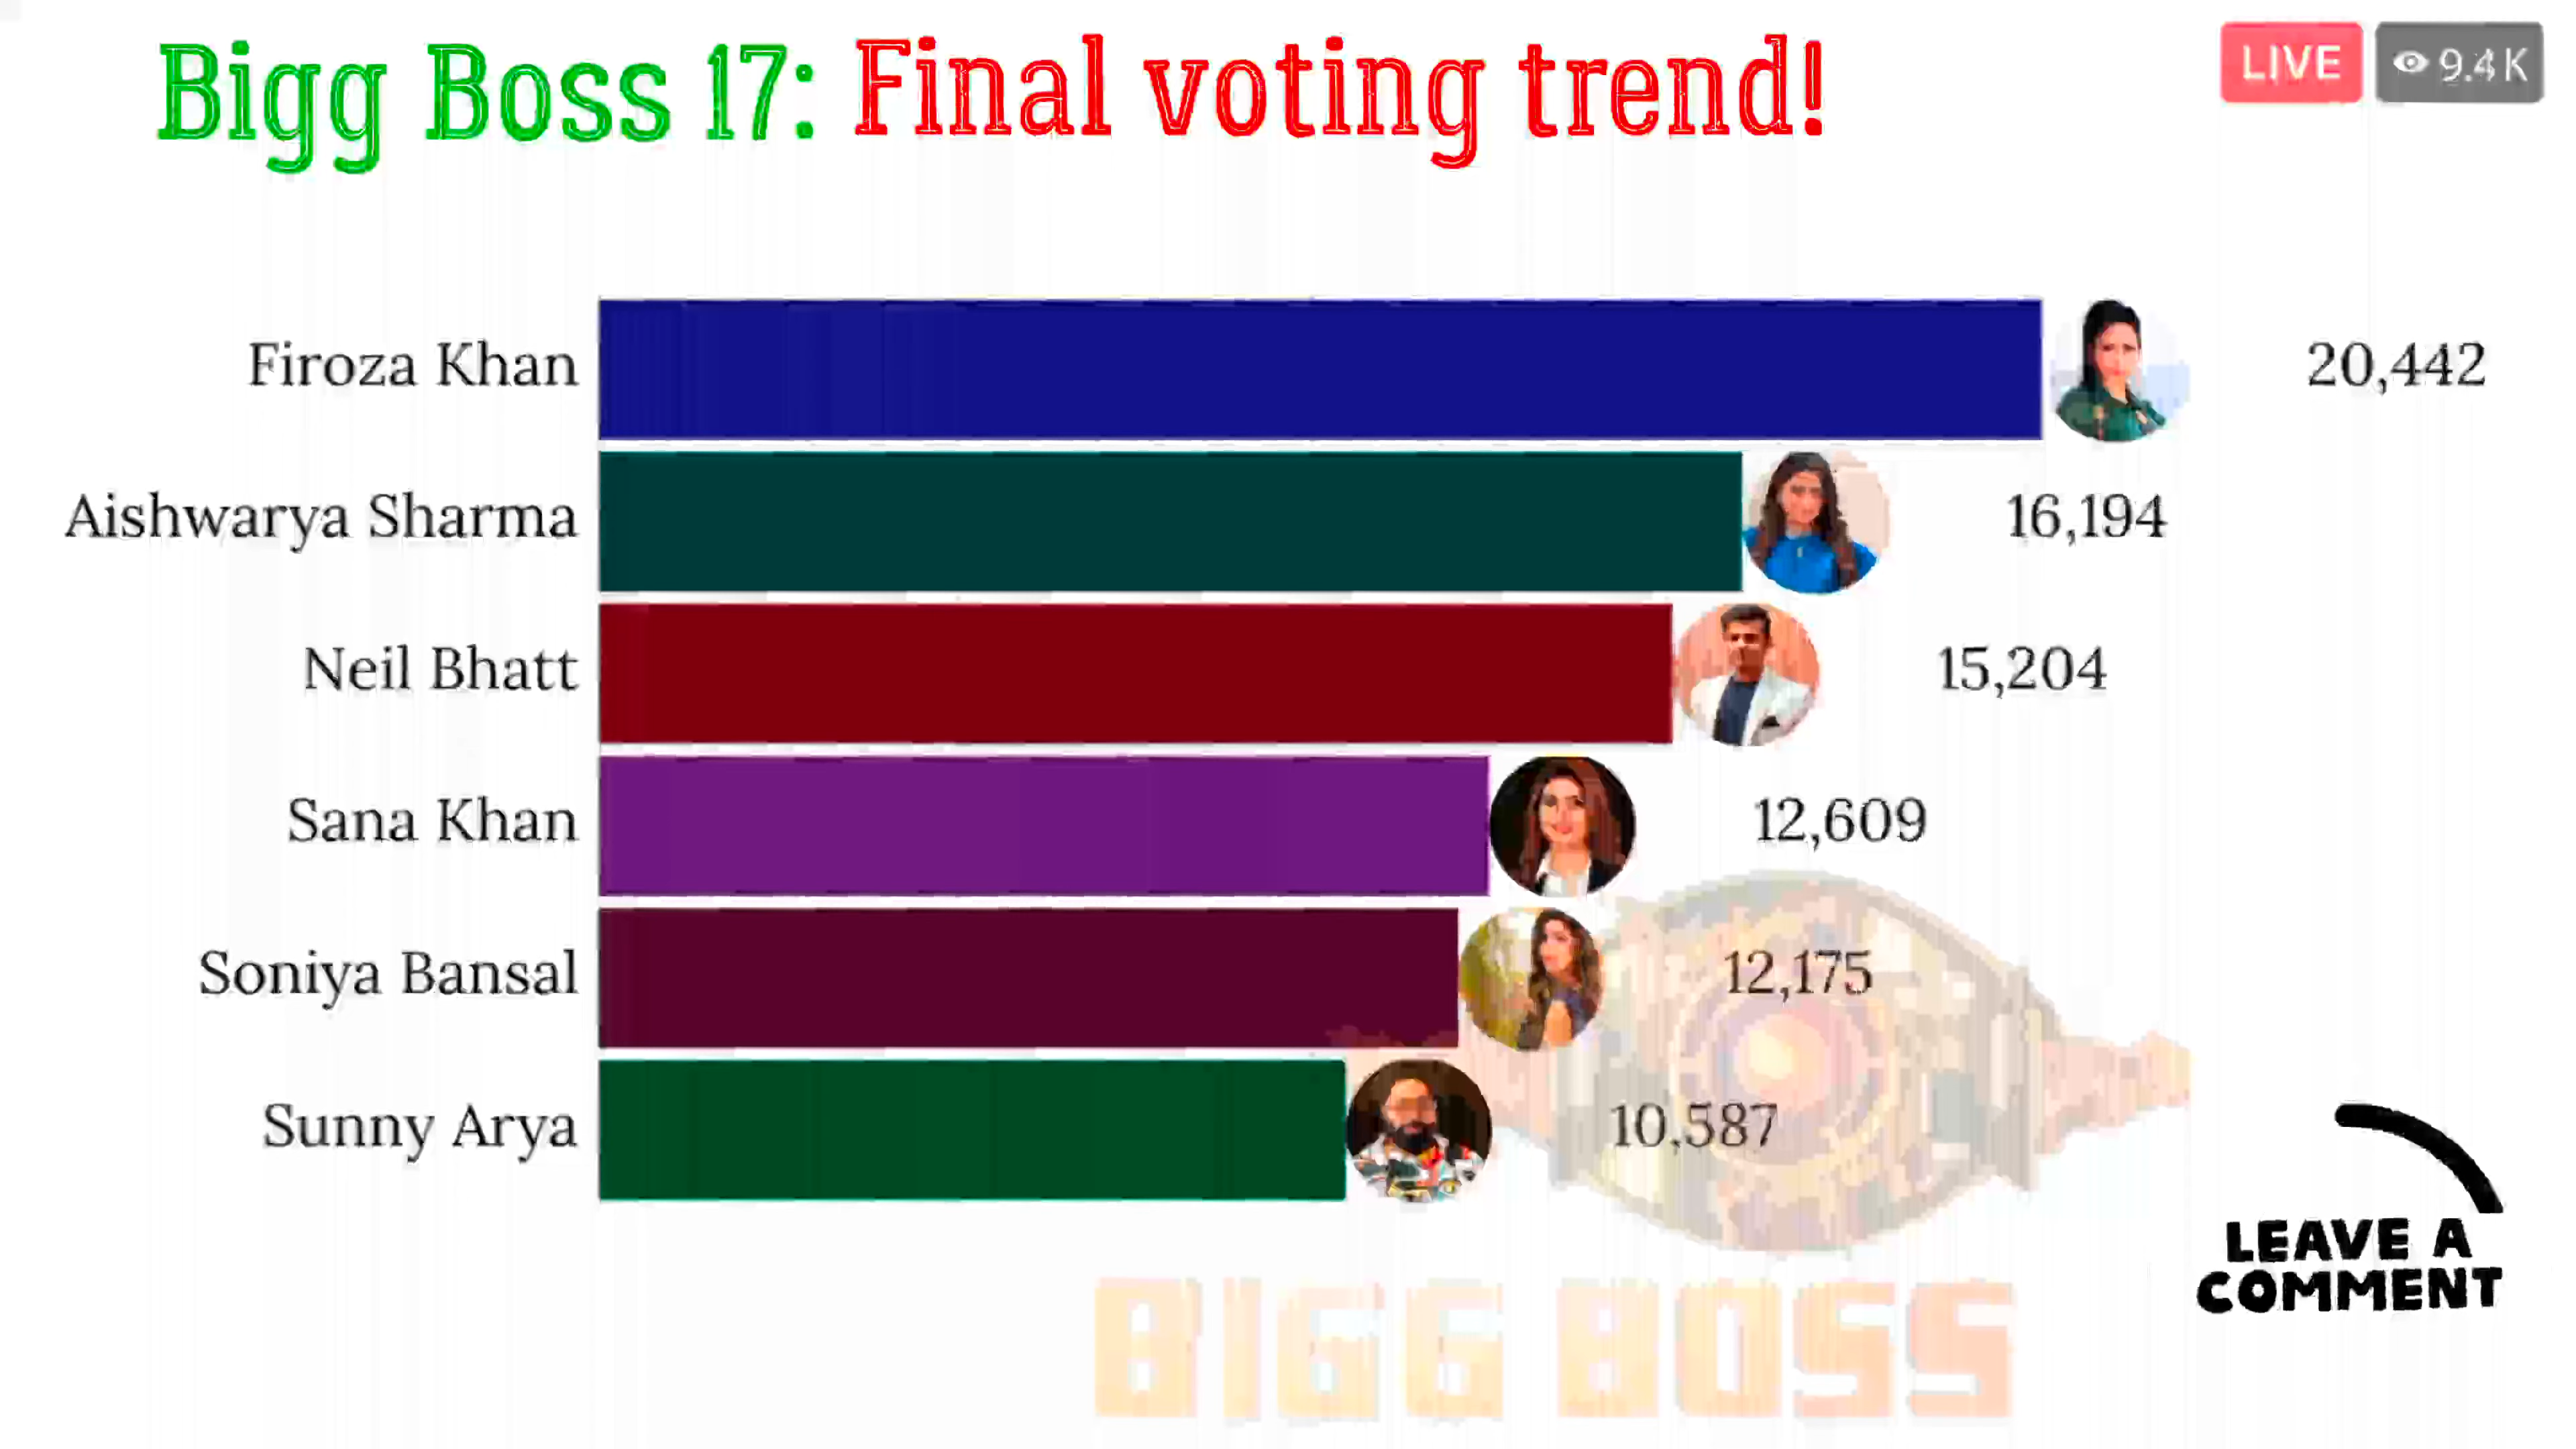 Bigg Boss 17: Final voting trend!
LIVE 9.4K
Firoza Khan 20,442
Aishwarya Sharma 16,194
Neil Bhatt 15,204
Sana Khan 12,609
Soniya Bansal 12,175
Sunny Arya 10,587
LEAVE A
COMMENT
BIGG BOSS